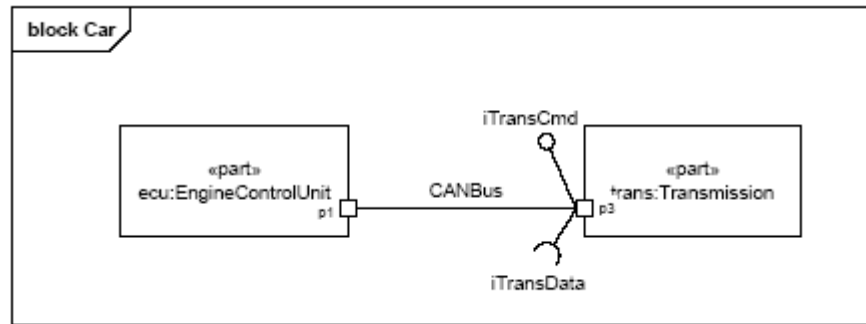 block Car
iTransCmd
«part»
ecu:EngineControlUnit
p1
CANBus
«part»
trans:Transmission
p3
iTransData